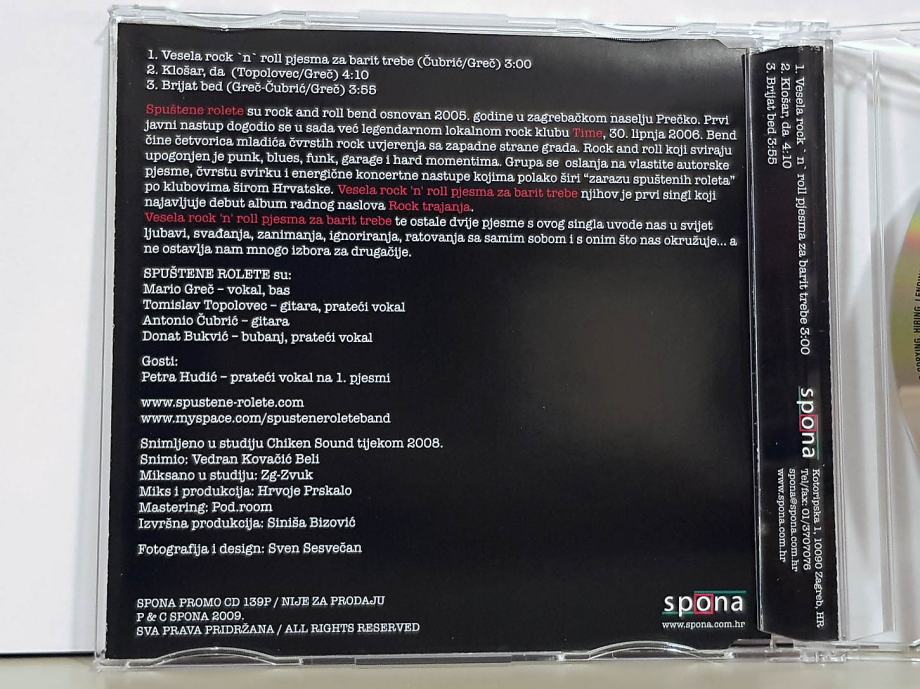 1. Vesela rock `n` roll pjesma za barit trebe (Čubrić/Greč) 3:00
2. Klošar, da (Topolovec/Greč) 4:10
3. Brijat bed (Greč-Čubrić/Greč) 3:55
Spuštene rolete su rock and roll bend osnovan 2005. godine u zagrebačkom naselju Prečko. Prvi
javni nastup dogodio se u sada već legendarnom lokalnom rock klubu Time, 30. lipnja 2006. Bend
čine četvorica mladića čvrstih rock uvjerenja sa zapadne strane grada. Rock and roll koji sviraju
upogonjen je punk, blues, funk, garage i hard momentima. Grupa se oslanja na vlastite autorske
pjesme, čvrstu svirku i energične koncertne nastupe kojima polako širi "zarazu spuštenih roleta"
po klubovima širom Hrvatske. Vesela rock 'n' roll pjesma za barit trebe njihov je prvi singl koji
najavljuje debut album radnog naslova Rock trajanja.
Vesela rock 'n' roll pjesma za barit trebe te ostale dvije pjesme s ovog singla uvode nas u svijet
ljubavi, svađanja, zanimanja, ignoriranja, ratovanja sa samim sobom i s onim što nas okružuje... a
ne ostavlja nam mnogo izbora za drugačije.
SPUŠTENE ROLETE su:
Mario Greč – vokal, bas
Tomislav Topolovec – gitara, prateći vokal
Antonio Čubrić – gitara
Donat Bukvić – bubanj, prateći vokal
Gosti:
Petra Hudić – prateći vokal na 1. pjesmi
www.spustene-rolete.com
www.myspace.com/spusteneroleteband
Snimljeno u studiju Chiken Sound tijekom 2008.
Snimio: Vedran Kovačić Beli
Miksano u studiju: Zg-Zvuk
Miks i produkcija: Hrvoje Prskalo
Mastering: Pod.room
Izvršna produkcija: Siniša Bizović
Fotografija i design: Sven Sesvečan
SPONA PROMO CD 139P / NIJE ZA PRODAJU
P & C SPONA 2009.
SVA PRAVA PRIDRŽANA / ALL RIGHTS RESERVED
spona
www.spona.com.hr
1. Vesela rock `n` roll pjesma za barit trebe 3:00
2. Klošar, da 4:10
3. Brijat bed 3:55
spona
Kotoripska 1, 10090 Zagreb, HR
Tel/fax: 01/3707076
spona@spona.com.hr
www.spona.com.hr